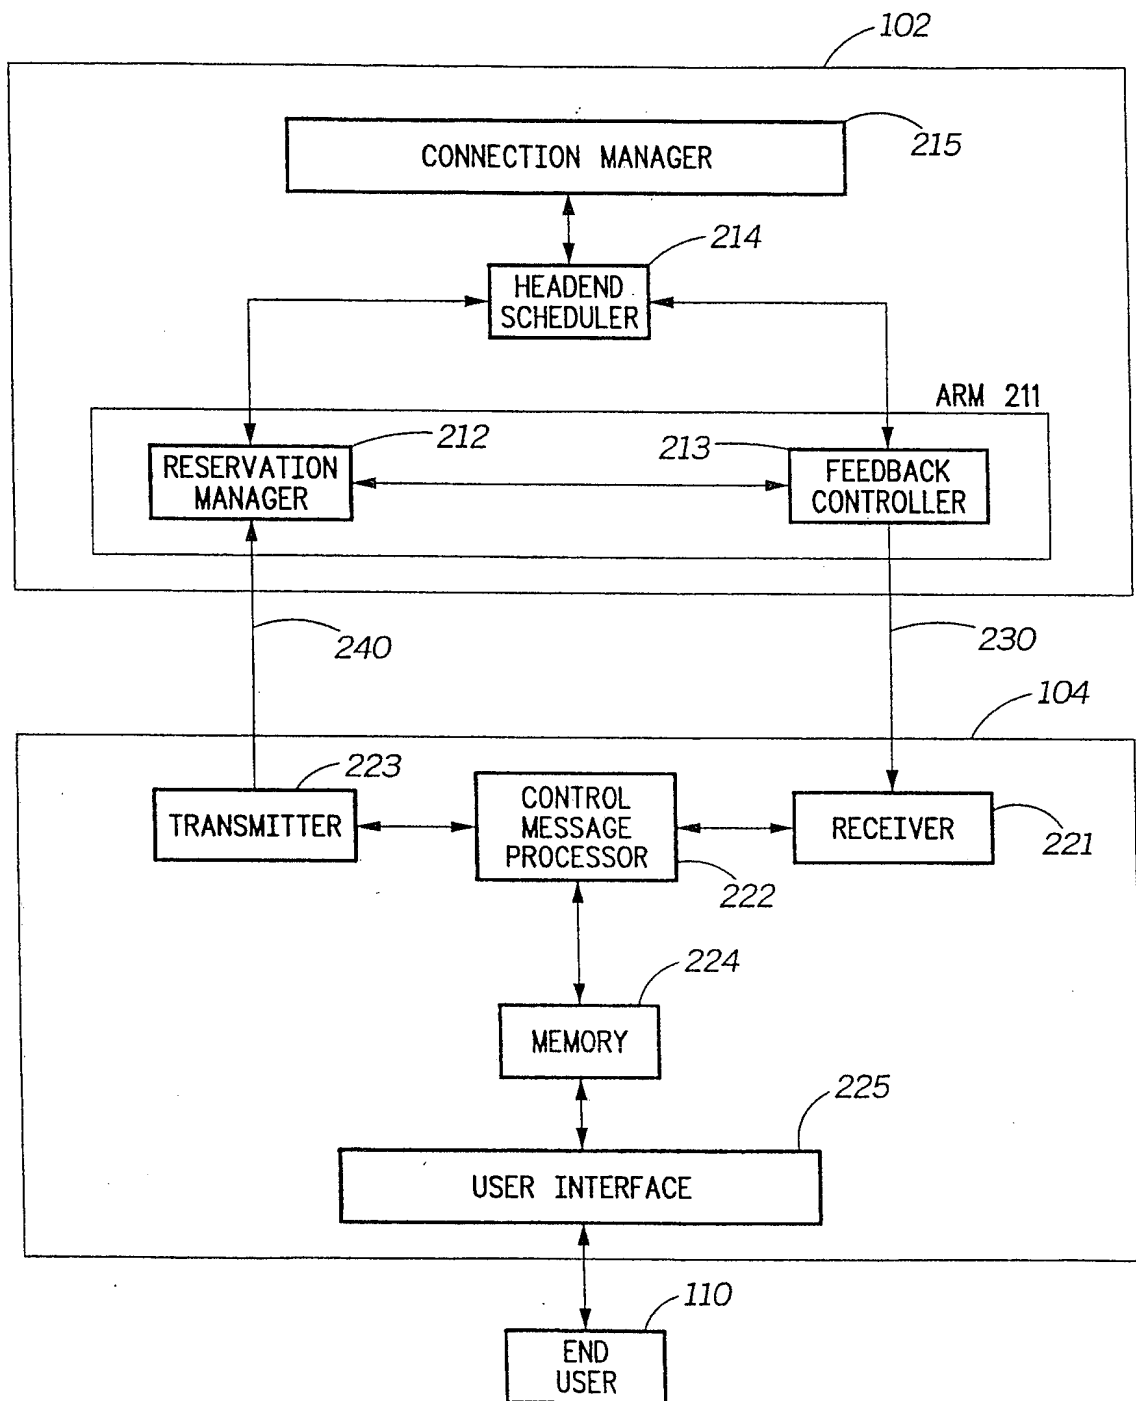 102
CONNECTION MANAGER
215
214
HEADEND
SCHEDULER
ARM 211
212
213
RESERVATION
MANAGER
FEEDBACK
CONTROLLER
240
230
104
223
TRANSMITTER
CONTROL
MESSAGE
PROCESSOR
RECEIVER
221
222
224
MEMORY
225
USER INTERFACE
110
END
USER